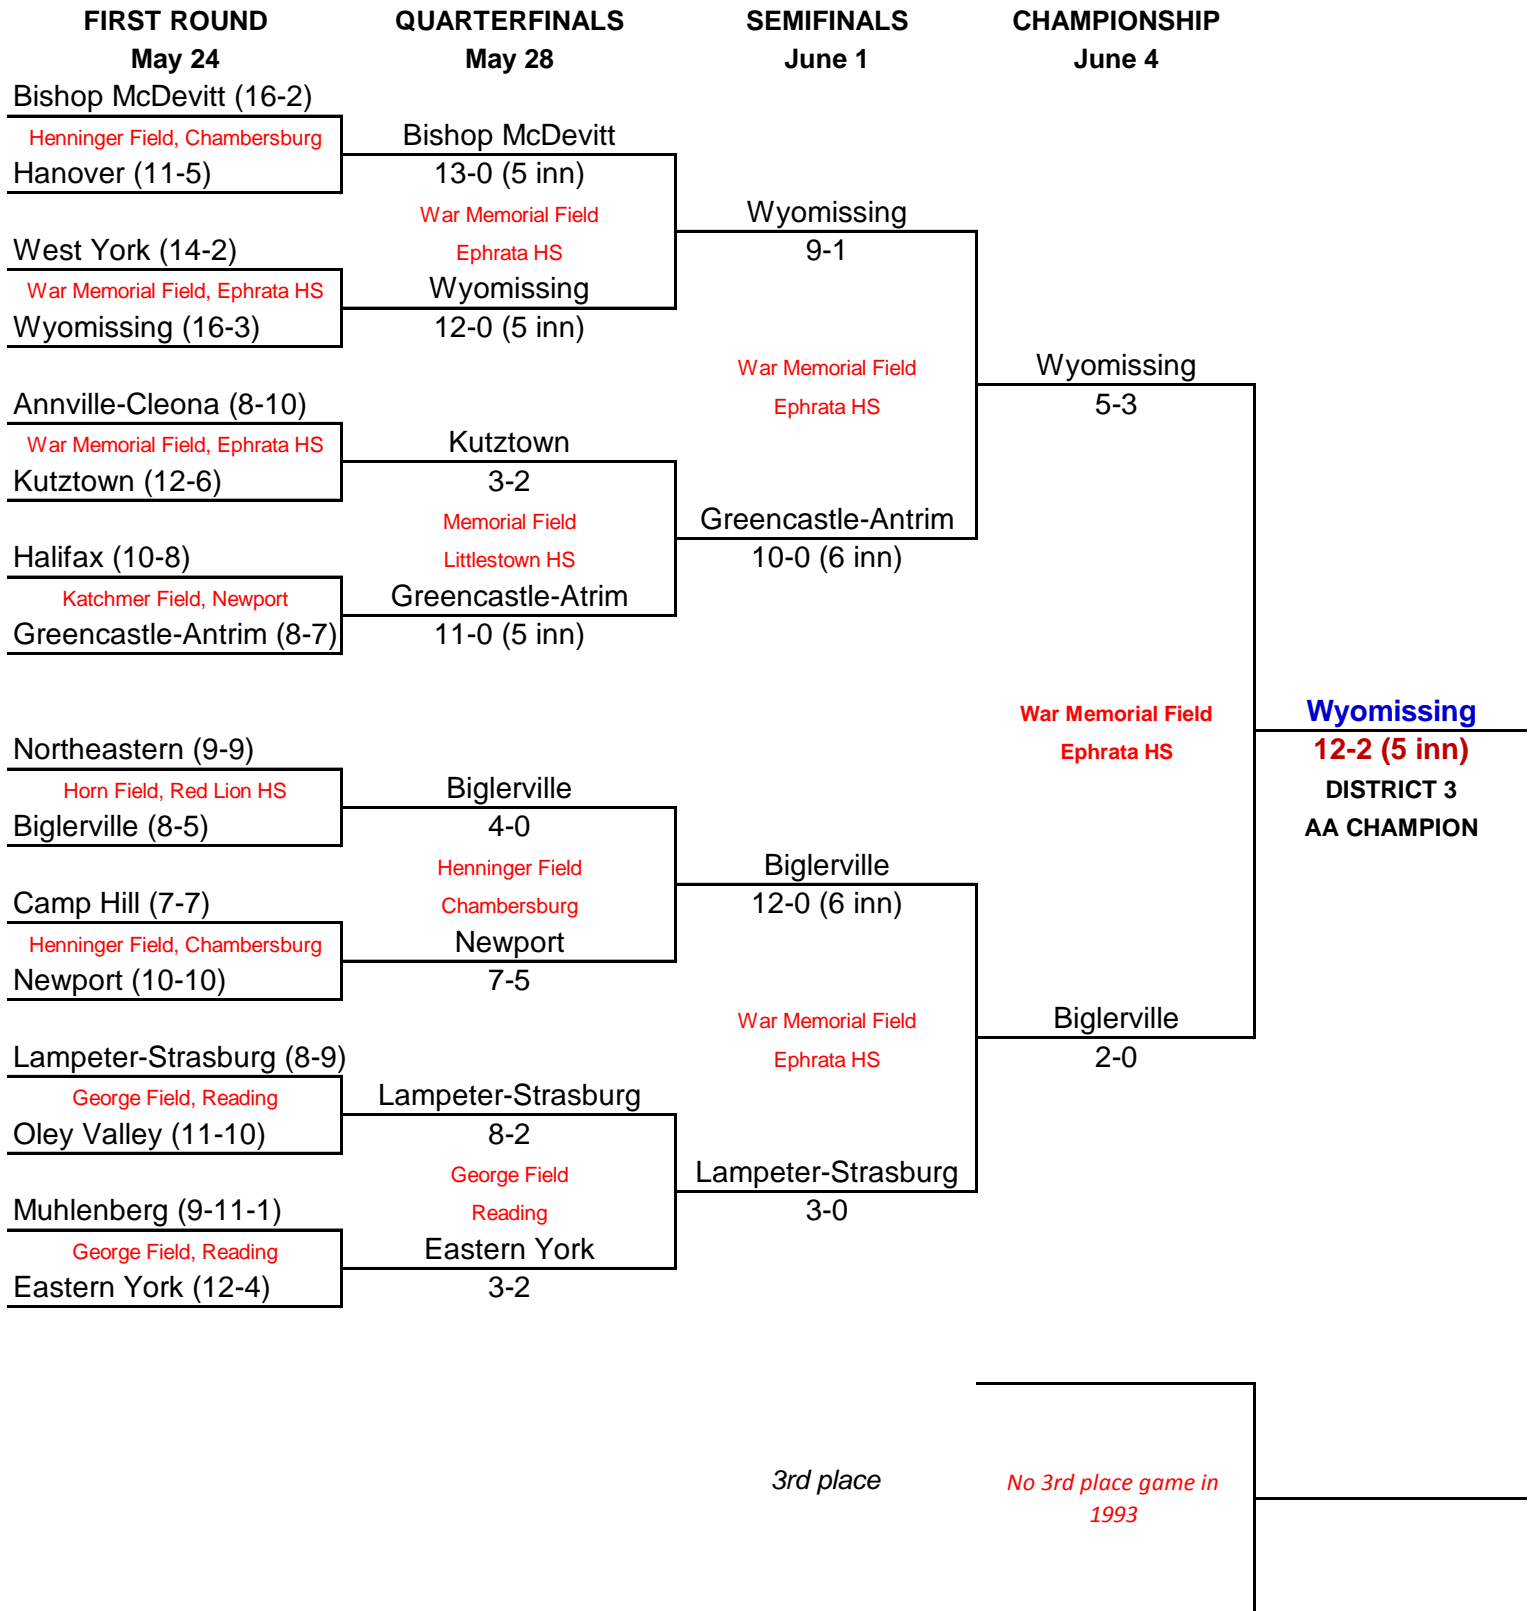 FIRST ROUND
May 24
QUARTERFINALS
May 28
SEMIFINALS
June 1
CHAMPIONSHIP
June 4
Bishop McDevitt (16-2)
Henninger Field, Chambersburg
Hanover (11-5)
West York (14-2)
War Memorial Field, Ephrata HS
Wyomissing (16-3)
Annville-Cleona (8-10)
War Memorial Field, Ephrata HS
Kutztown (12-6)
Halifax (10-8)
Katchmer Field, Newport
Greencastle-Antrim (8-7)
Northeastern (9-9)
Horn Field, Red Lion HS
Biglerville (8-5)
Camp Hill (7-7)
Henninger Field, Chambersburg
Newport (10-10)
Lampeter-Strasburg (8-9)
George Field, Reading
Oley Valley (11-10)
Muhlenberg (9-11-1)
George Field, Reading
Eastern York (12-4)
Bishop McDevitt
13-0 (5 inn)
War Memorial Field
Ephrata HS
Wyomissing
12-0 (5 inn)
Kutztown
3-2
Memorial Field
Littlestown HS
Greencastle-Atrim
11-0 (5 inn)
Biglerville
4-0
Henninger Field
Chambersburg
Newport
7-5
Lampeter-Strasburg
8-2
George Field
Reading
Eastern York
3-2
Wyomissing
9-1
War Memorial Field
Ephrata HS
Greencastle-Antrim
10-0 (6 inn)
Biglerville
12-0 (6 inn)
War Memorial Field
Ephrata HS
Lampeter-Strasburg
3-0
Wyomissing
5-3
War Memorial Field
Ephrata HS
Biglerville
2-0
Wyomissing
12-2 (5 inn)
DISTRICT 3
AA CHAMPION
3rd place
No 3rd place game in
1993